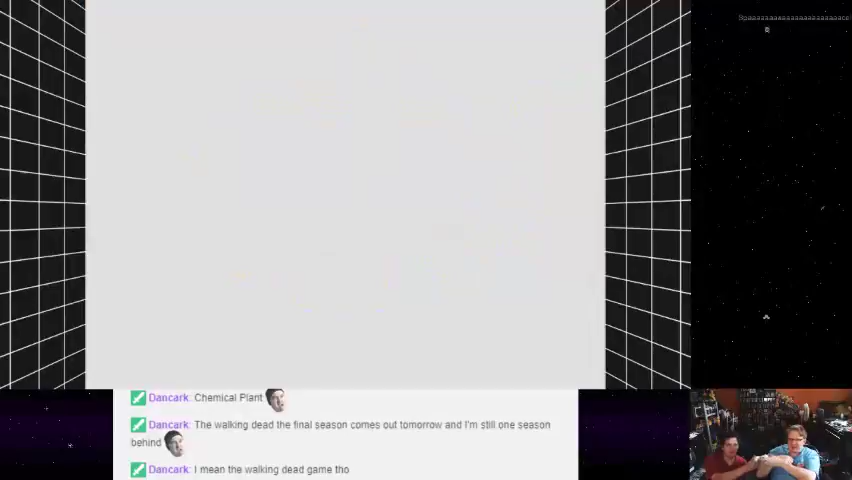 Spaaaaaaaaaaaaaaaaaaaaaace
Dancark: Chemical Plant
Dancark: The walking dead the final season comes out tomorrow and I'm still one season
behind
Dancark: I mean the walking dead game tho